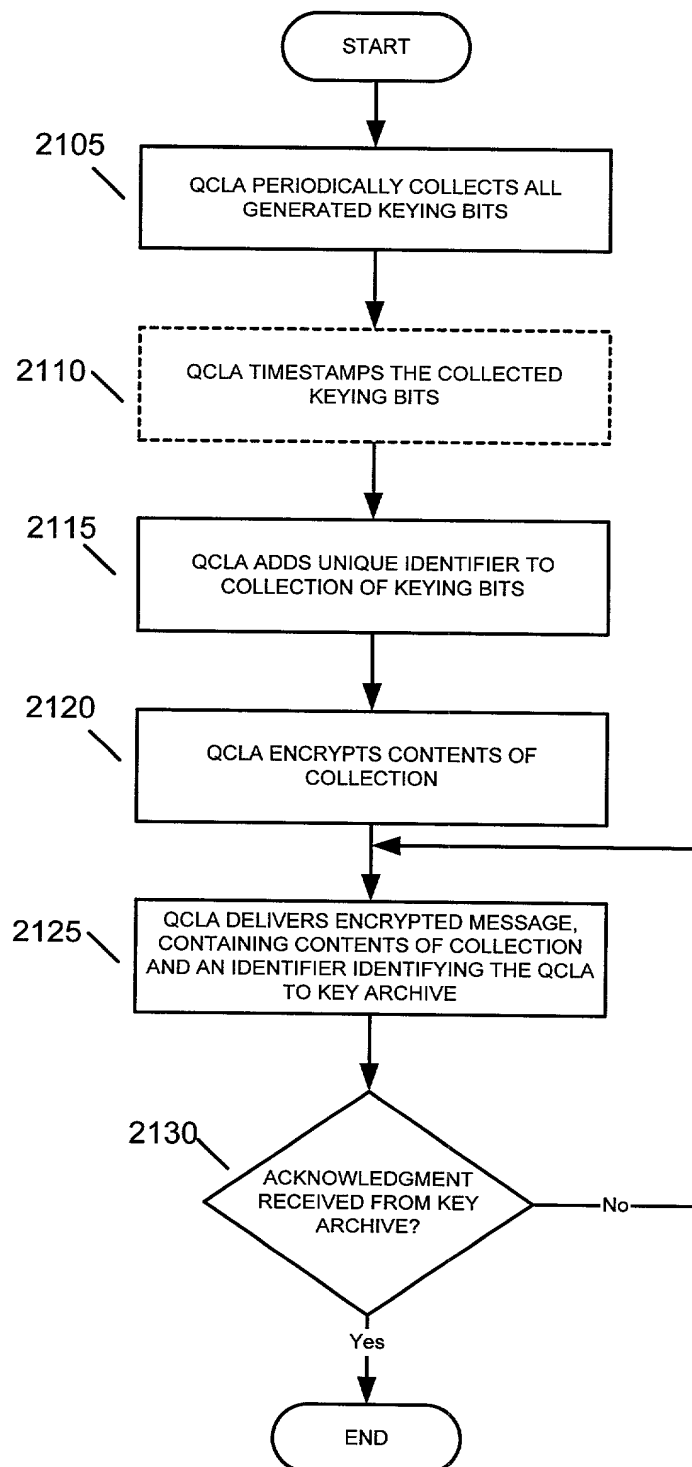 START
2105
QCLA PERIODICALLY COLLECTS ALL
GENERATED KEYING BITS
2110
QCLA TIMESTAMPS THE COLLECTED
KEYING BITS
2115
QCLA ADDS UNIQUE IDENTIFIER TO
COLLECTION OF KEYING BITS
2120
QCLA ENCRYPTS CONTENTS OF
COLLECTION
2125
QCLA DELIVERS ENCRYPTED MESSAGE,
CONTAINING CONTENTS OF COLLECTION
AND AN IDENTIFIER IDENTIFYING THE QCLA
TO KEY ARCHIVE
2130
ACKNOWLEDGMENT
RECEIVED FROM KEY
ARCHIVE?
No
Yes
END